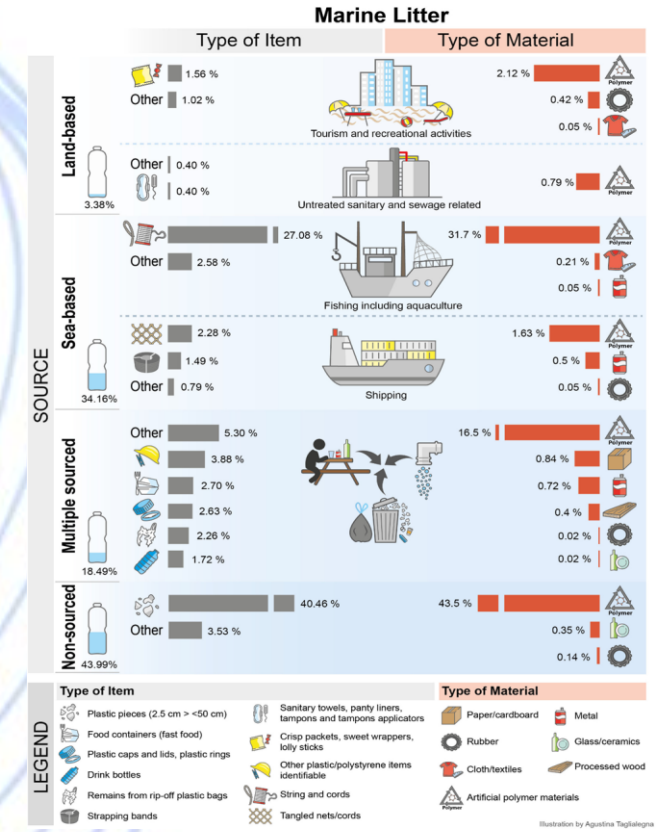 Marine Litter
Type of Item
Type of Material
SOURCE
Land-based
3.38%
1.56 %
Other 1.02 %
Tourism and recreational activities
2.12 %
Polymer
0.42 %
0.05 %
Other 0.40 %
0.40 %
Untreated sanitary and sewage related
0.79 %
Polymer
Sea-based
34.16%
27.08 %
Other 2.58 %
Fishing including aquaculture
31.7 %
Polymer
0.21 %
0.05 %
2.28 %
1.49 %
Other 0.79 %
Shipping
1.63 %
Polymer
0.5 %
0.05 %
Multiple sourced
18.49%
Other 5.30 %
3.88 %
2.70 %
2.63 %
2.26 %
1.72 %
16.5 %
Polymer
0.84 %
0.72 %
0.4 %
0.02 %
0.02 %
Non-sourced
43.99%
40.46 %
Other 3.53 %
43.5 %
Polymer
0.35 %
0.14 %
LEGEND
Type of Item
Plastic pieces (2.5 cm > <50 cm)
Food containers (fast food)
Plastic caps and lids, plastic rings
Drink bottles
Remains from rip-off plastic bags
Strapping bands
Sanitary towels, panty liners,
tampons and tampons applicators
Crisp packets, sweet wrappers,
lolly sticks
Other plastic/polystyrene items
identifiable
String and cords
Tangled nets/cords
Type of Material
Paper/cardboard
Metal
Rubber
Glass/ceramics
Cloth/textiles
Processed wood
Artificial polymer materials
Illustration by Agustina Taglialegna